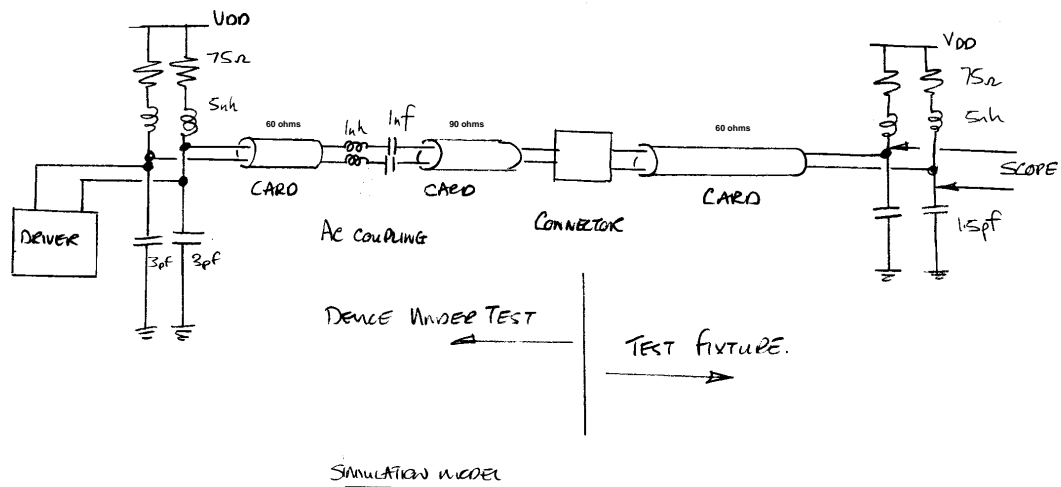 VDD
75Ω
5nh
60 ohms
CARD
1nh
1nf
90 ohms
CARD
AC COUPLING
CONNECTOR
60 ohms
CARD
VDD
75Ω
5nh
SCOPE
1.5pf
DRIVER
3pf
3pf
DEVICE UNDER TEST
TEST FIXTURE.
SIMULATION MODEL